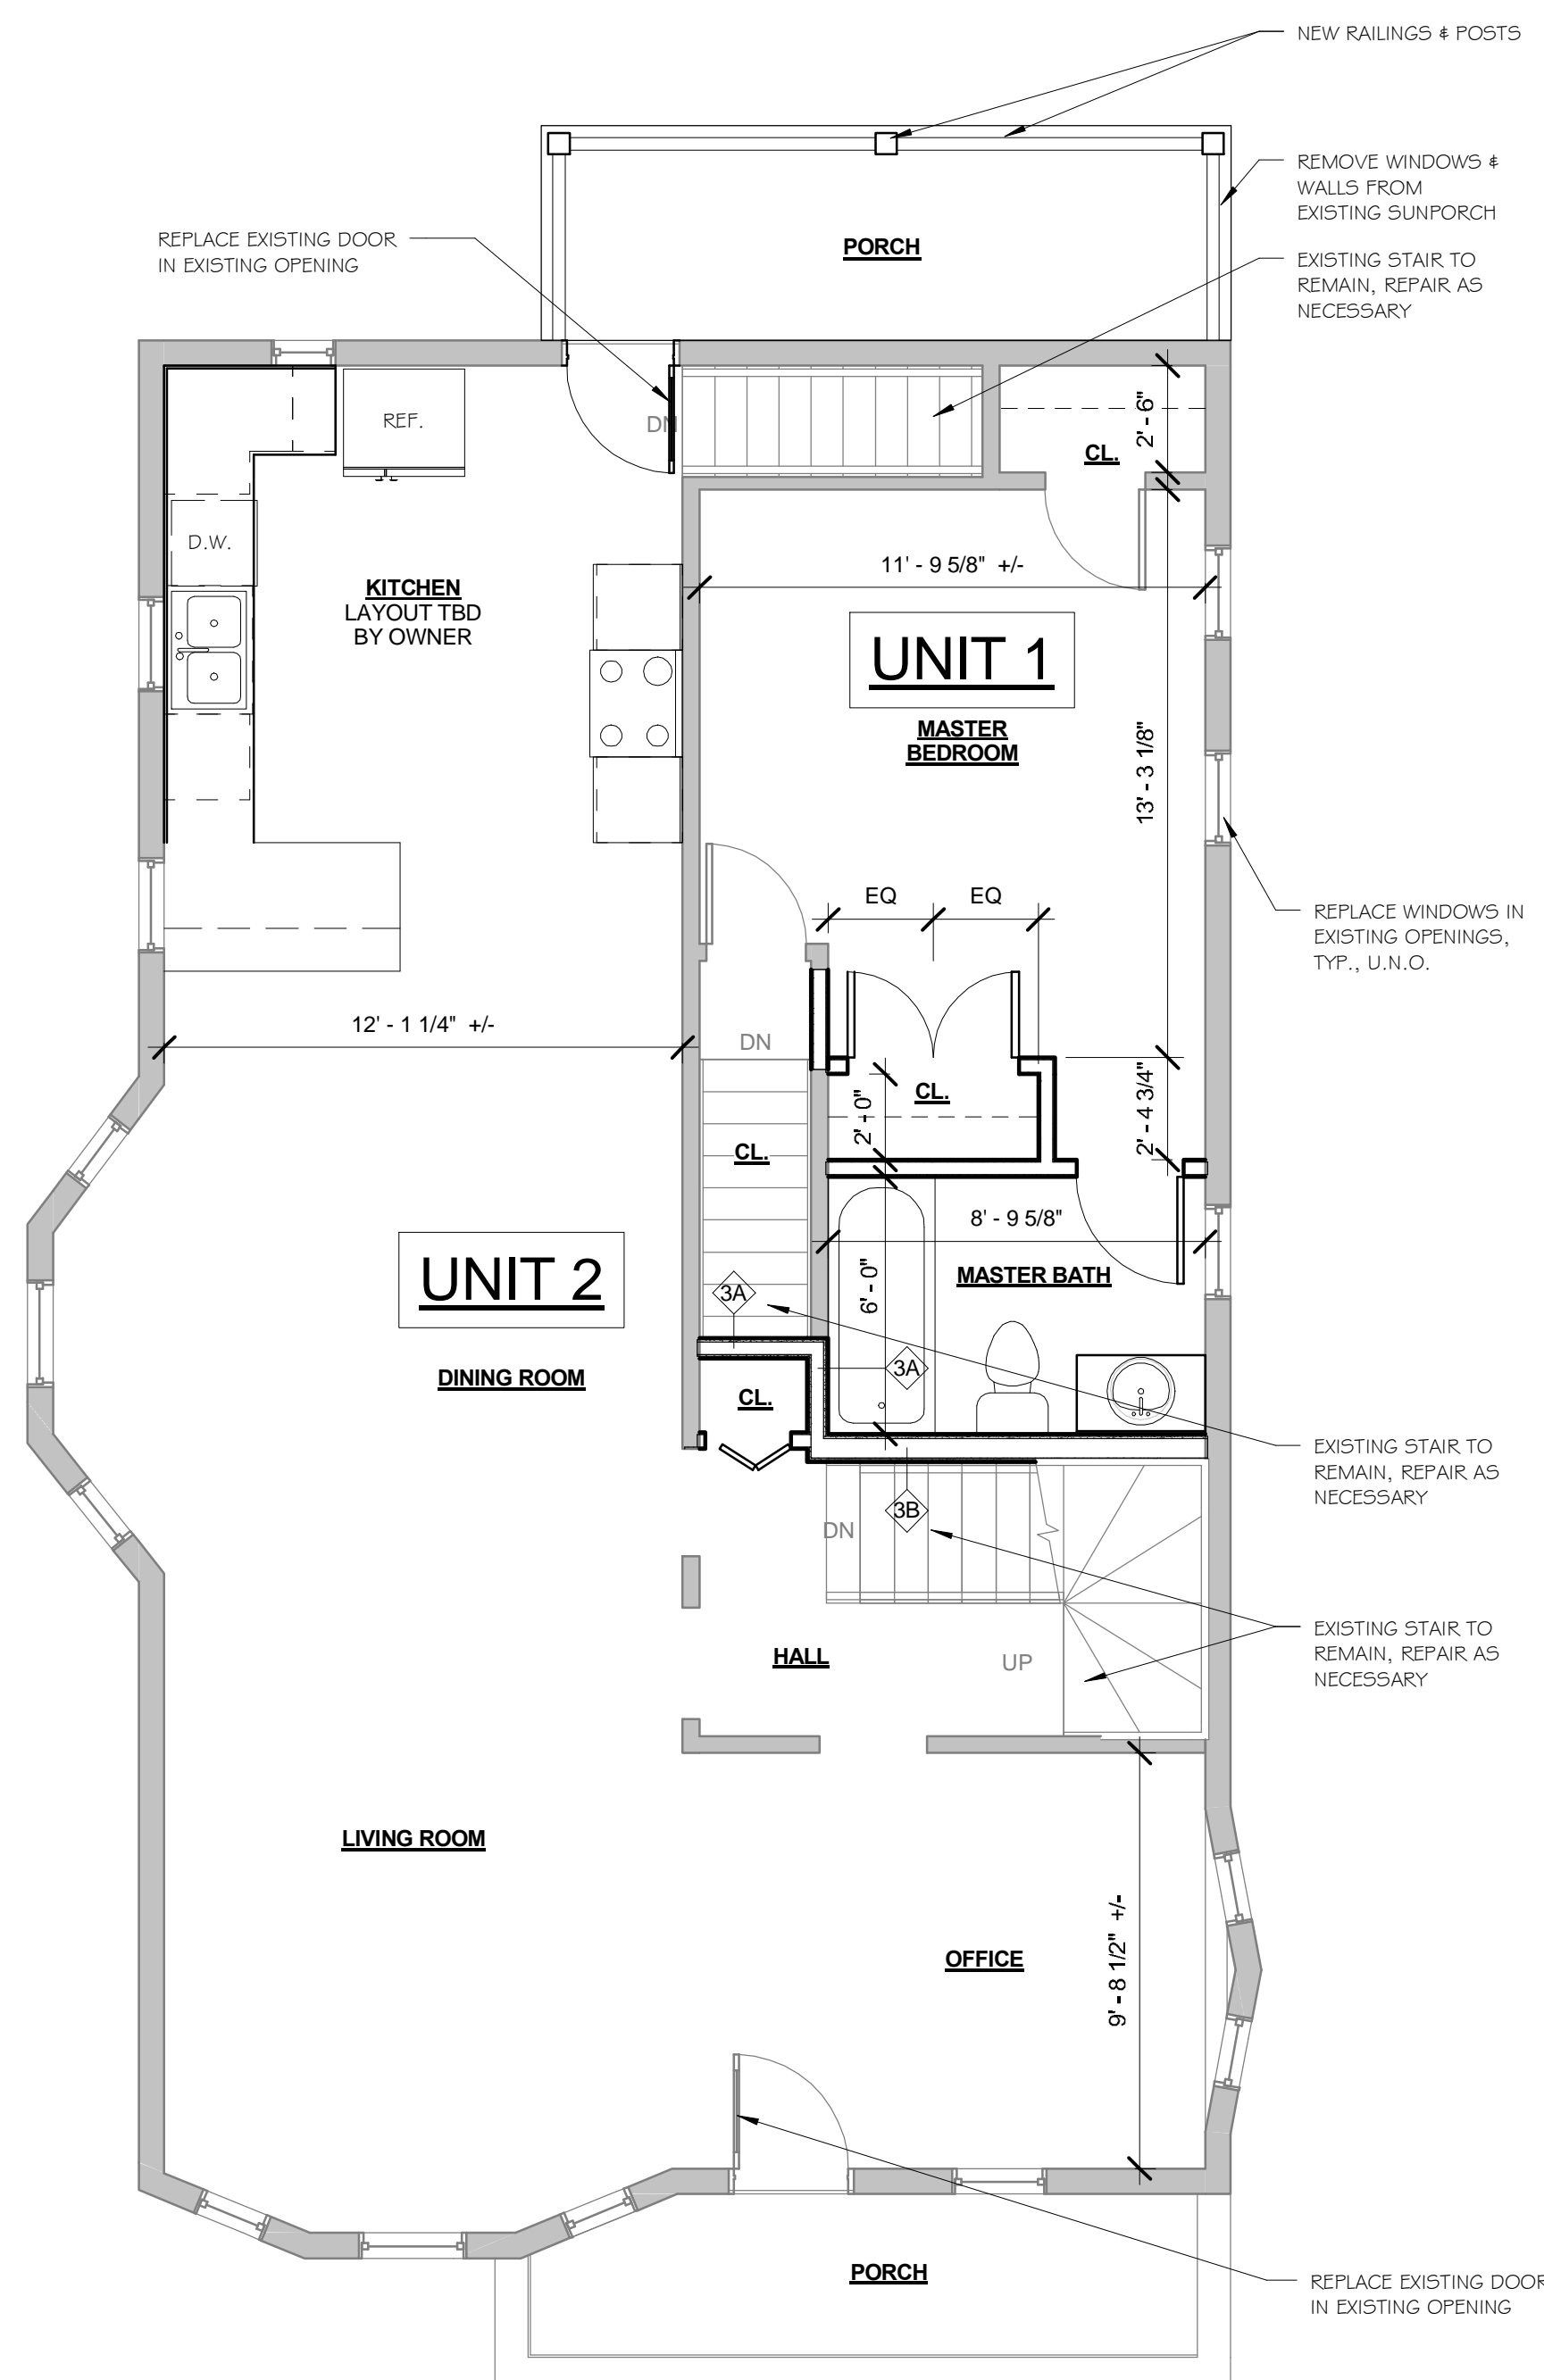 NEW RAILINGS & POSTS
REMOVE WINDOWS &
WALLS FROM
EXISTING SUNPORCH
REPLACE EXISTING DOOR
IN EXISTING OPENING
PORCH
EXISTING STAIR TO
REMAIN, REPAIR AS
NECESSARY
REF.
DN
2' - 6"
CL.
D.W.
KITCHEN
LAYOUT TBD
BY OWNER
11' - 9 5/8" +/-
UNIT 1
MASTER
BEDROOM
13' - 3 1/8"
EQ
EQ
REPLACE WINDOWS IN
EXISTING OPENINGS,
TYP., U.N.O.
12' - 1 1/4" +/-
DN
CL.
2' - 0"
2' - 4 3/4"
CL.
8' - 9 5/8"
UNIT 2
MASTER BATH
6' - 0"
3A
3A
DINING ROOM
CL.
EXISTING STAIR TO
REMAIN, REPAIR AS
NECESSARY
3B
DN
HALL
UP
EXISTING STAIR TO
REMAIN, REPAIR AS
NECESSARY
LIVING ROOM
OFFICE
9' - 8 1/2" +/-
PORCH
REPLACE EXISTING DOOR
IN EXISTING OPENING